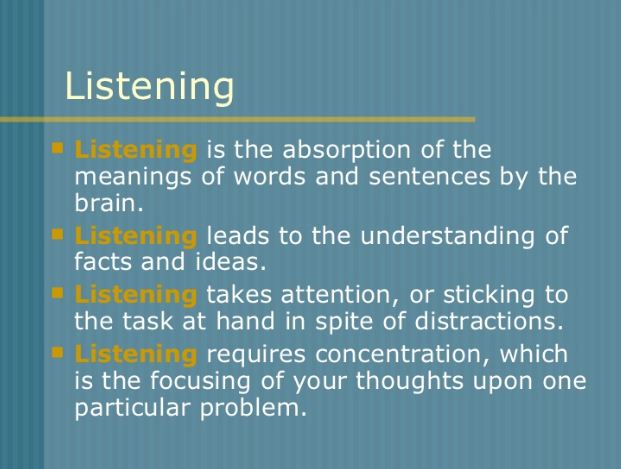 Listening
Listening is the absorption of the
meanings of words and sentences by the
brain.
Listening leads to the understanding of
facts and ideas.
Listening takes attention, or sticking to
the task at hand in spite of distractions.
Listening requires concentration, which
is the focusing of your thoughts upon one
particular problem.